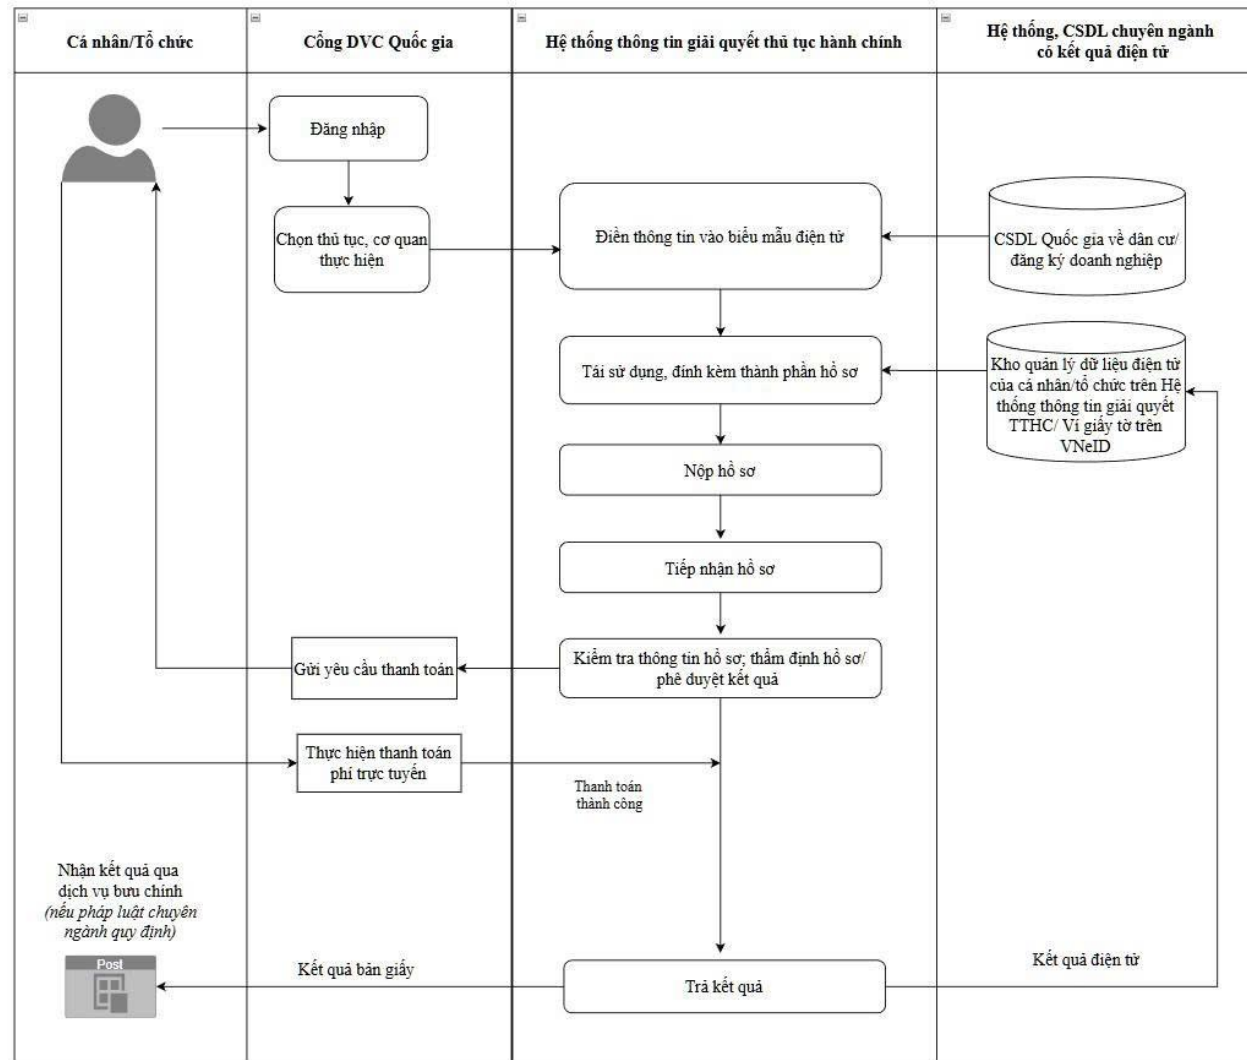 Cá nhân/Tổ chức
Cổng DVC Quốc gia
Hệ thống thông tin giải quyết thủ tục hành chính
Hệ thống, CSDL chuyên ngành
có kết quả điện tử
Đăng nhập
Chọn thủ tục, cơ quan
thực hiện
Điền thông tin vào biểu mẫu điện tử
CSDL Quốc gia về dân cư/
đăng ký doanh nghiệp
Tái sử dụng, đính kèm thành phần hồ sơ
Kho quản lý dữ liệu điện tử
của cá nhân/tổ chức trên Hệ
thống thông tin giải quyết
TTHC/ Ví giấy tờ trên
VNeID
Nộp hồ sơ
Tiếp nhận hồ sơ
Gửi yêu cầu thanh toán
Kiểm tra thông tin hồ sơ; thẩm định hồ sơ/
phê duyệt kết quả
Thực hiện thanh toán
phí trực tuyến
Thanh toán
thành công
Nhận kết quả qua
dịch vụ bưu chính
(nếu pháp luật chuyên
ngành quy định)
Post
Kết quả bản giấy
Trả kết quả
Kết quả điện tử